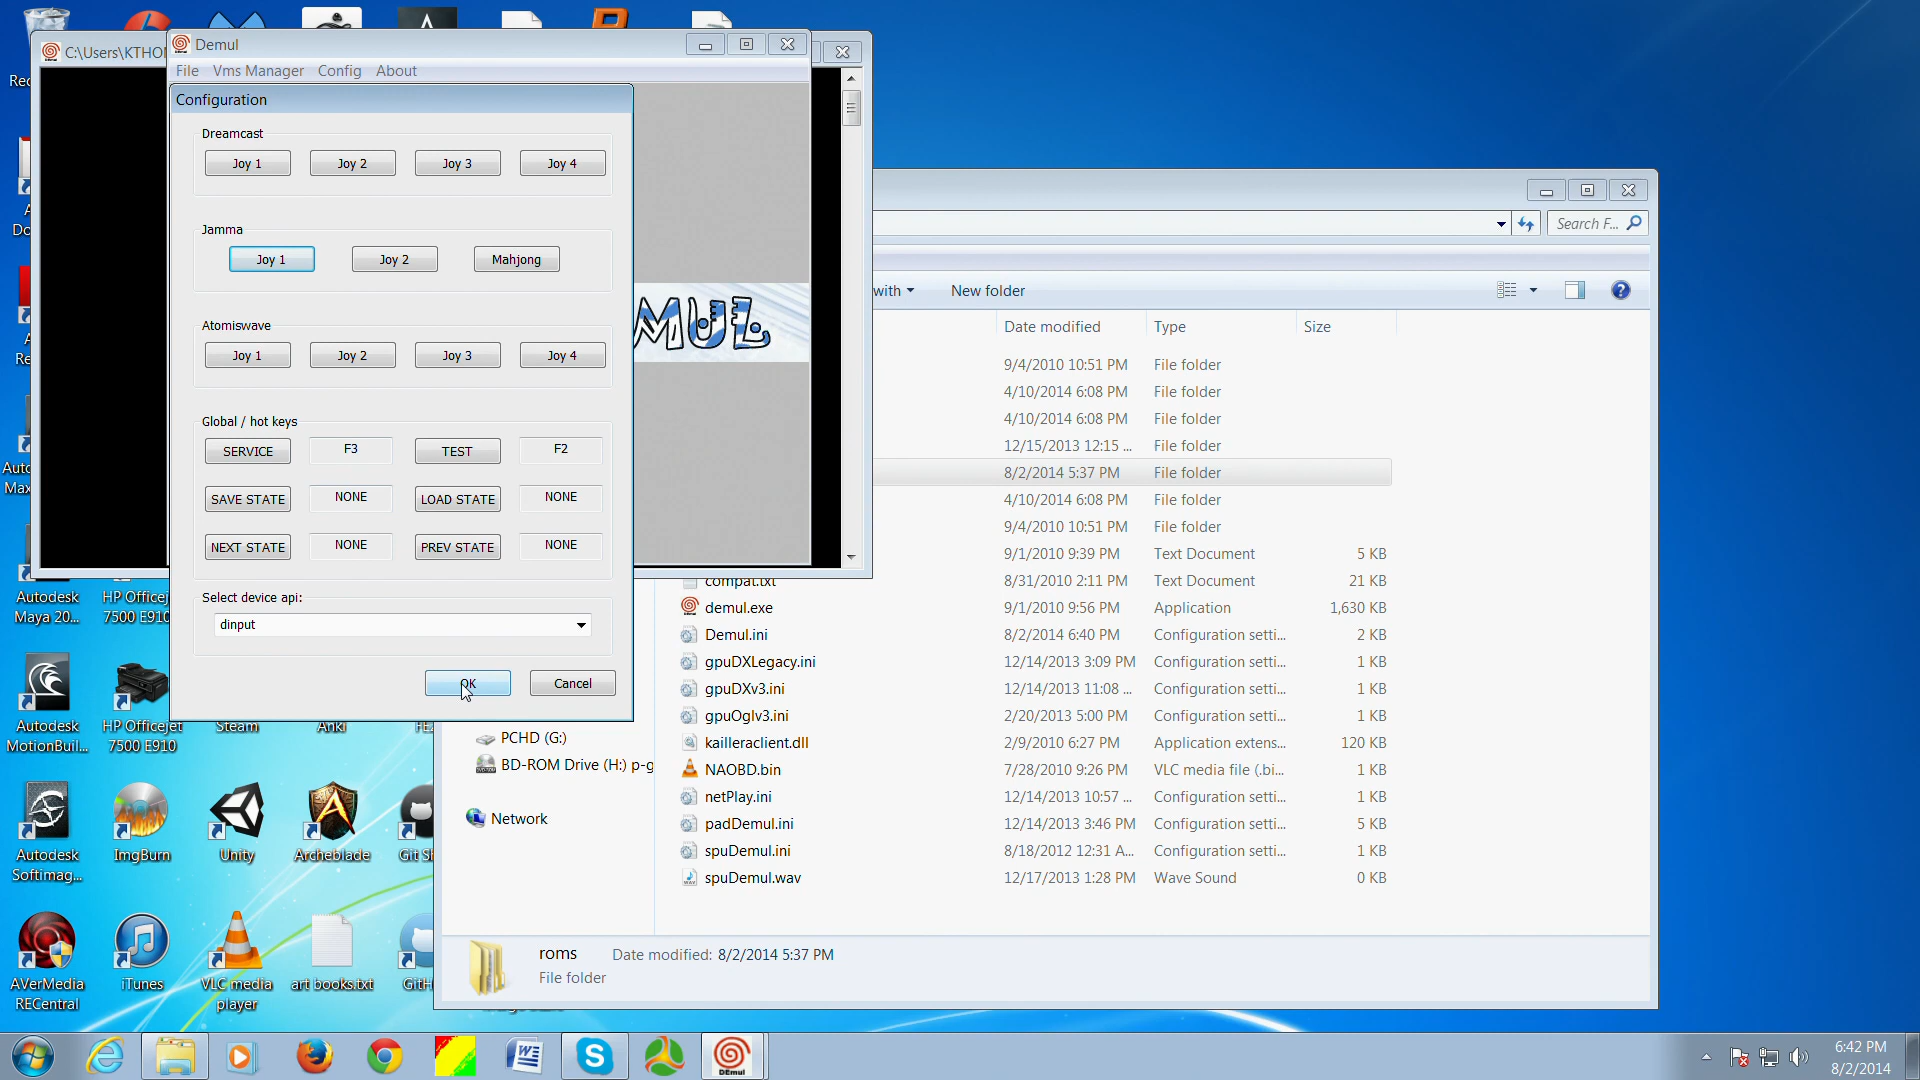 C:\Users\KTHO
Demul
File Vms Manager Config About
Configuration
Dreamcast
Joy 1 Joy 2 Joy 3 Joy 4
Jamma
Joy 1 Joy 2 Mahjong
Atomiswave
Joy 1 Joy 2 Joy 3 Joy 4
Global / hot keys
SERVICE F3 TEST F2
SAVE STATE NONE LOAD STATE NONE
NEXT STATE NONE PREV STATE NONE
Select device api:
dinput
OK Cancel
MUL
Search F...
with New folder
Date modified Type Size
9/4/2010 10:51 PM File folder
4/10/2014 6:08 PM File folder
4/10/2014 6:08 PM File folder
12/15/2013 12:15 ... File folder
8/2/2014 5:37 PM File folder
4/10/2014 6:08 PM File folder
9/4/2010 10:51 PM File folder
9/1/2010 9:39 PM Text Document 5 KB
compat.txt 8/31/2010 2:11 PM Text Document 21 KB
demul.exe 9/1/2010 9:56 PM Application 1,630 KB
Demul.ini 8/2/2014 6:40 PM Configuration setti... 2 KB
gpuDXLegacy.ini 12/14/2013 3:09 PM Configuration setti... 1 KB
gpuDXv3.ini 12/14/2013 11:08 ... Configuration setti... 1 KB
gpuOglv3.ini 2/20/2013 5:00 PM Configuration setti... 1 KB
kailleraclient.dll 2/9/2010 6:27 PM Application extens... 120 KB
NAOBD.bin 7/28/2010 9:26 PM VLC media file (.bi... 1 KB
netPlay.ini 12/14/2013 10:57 ... Configuration setti... 1 KB
padDemul.ini 12/14/2013 3:46 PM Configuration setti... 5 KB
spuDemul.ini 8/18/2012 12:31 A... Configuration setti... 1 KB
spuDemul.wav 12/17/2013 1:28 PM Wave Sound 0 KB
PCHD (G:)
BD-ROM Drive (H:) p-g
Network
roms Date modified: 8/2/2014 5:37 PM
File folder
Rec
Do
Re
Auto
Max
Autodesk
Maya 20...
HP Officejet
7500 E910
Autodesk
MotionBuil...
HP Officejet
7500 E910
Steam
Anki
Autodesk
Softimag...
ImgBurn
Unity
Archeblade
Git Sh
AVerMedia
RECentral
iTunes
VLC media
player
art books.txt
GitH
DEmul
6:42 PM
8/2/2014